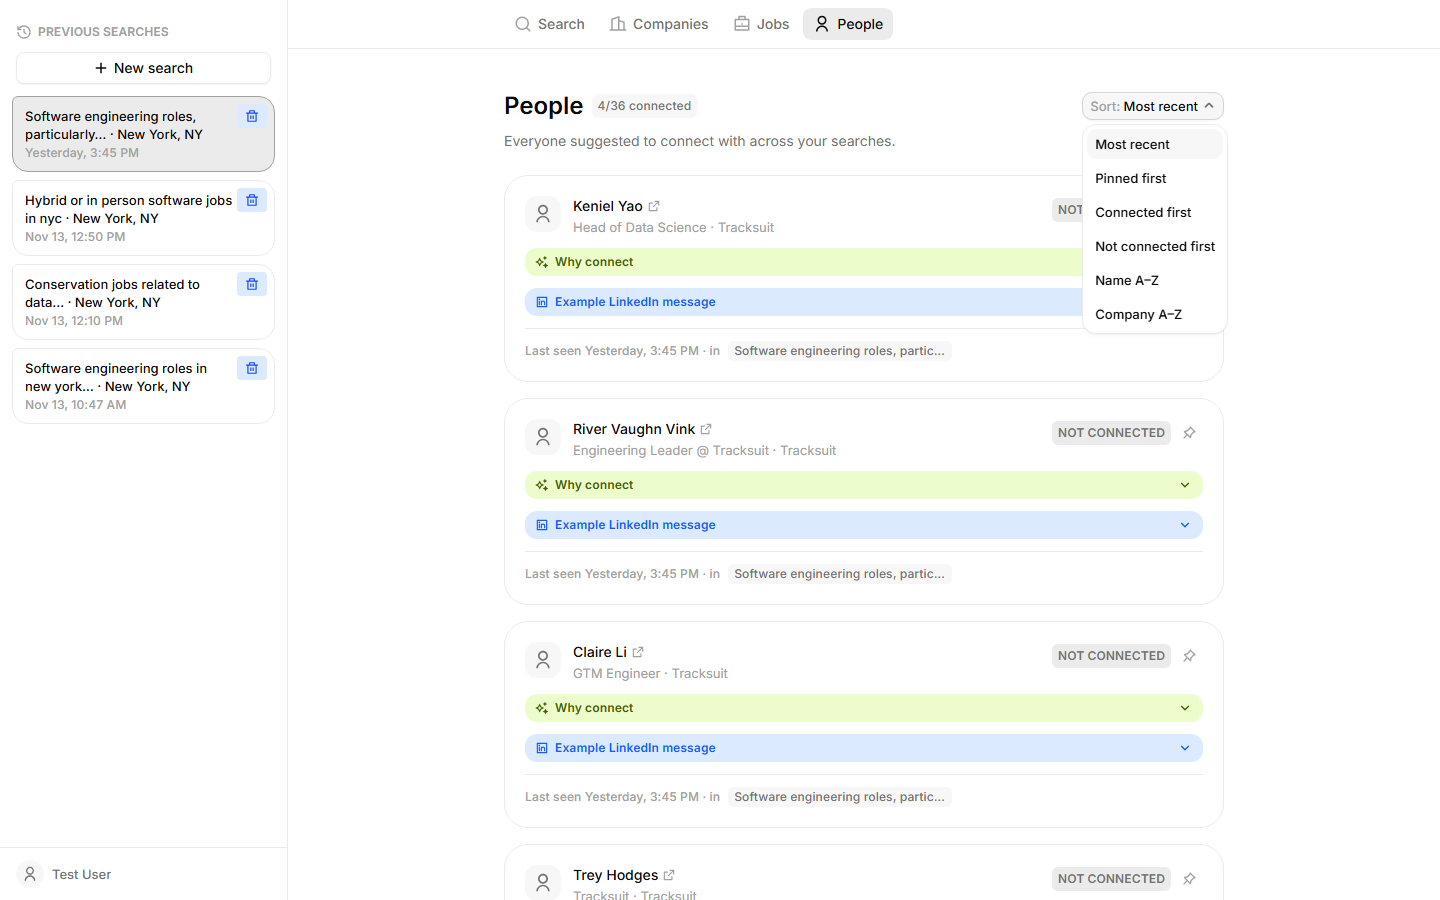 PREVIOUS SEARCHES
New search
Software engineering roles,
particularly... · New York, NY
Yesterday, 3:45 PM
Hybrid or in person software jobs
in nyc · New York, NY
Nov 13, 12:50 PM
Conservation jobs related to
data... · New York, NY
Nov 13, 12:10 PM
Software engineering roles in
new york... · New York, NY
Nov 13, 10:47 AM
Test User
Search
Companies
Jobs
People
People
4/36 connected
Everyone suggested to connect with across your searches.
Sort: Most recent
Most recent
Pinned first
Connected first
Not connected first
Name A–Z
Company A–Z
Keniel Yao
Head of Data Science · Tracksuit
NOT
Why connect
Example LinkedIn message
Last seen Yesterday, 3:45 PM · in Software engineering roles, partic...
River Vaughn Vink
Engineering Leader @ Tracksuit · Tracksuit
NOT CONNECTED
Why connect
Example LinkedIn message
Last seen Yesterday, 3:45 PM · in Software engineering roles, partic...
Claire Li
GTM Engineer · Tracksuit
NOT CONNECTED
Why connect
Example LinkedIn message
Last seen Yesterday, 3:45 PM · in Software engineering roles, partic...
Trey Hodges
Tracksuit · Tracksuit
NOT CONNECTED